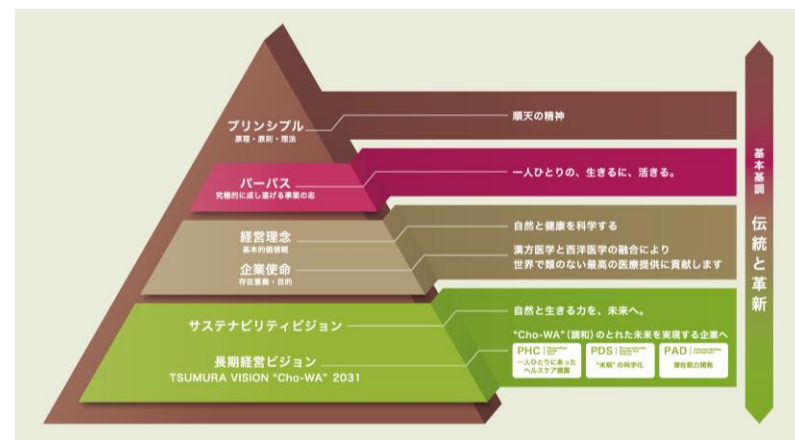 プリンシプル
原理・原則・理法
順天の精神
パーパス
究極的に成し遂げる事業の志
一人ひとりの、生きるに、活きる。
経営理念
基本的価値観
自然と健康を科学する
企業使命
存在意義・目的
漢方医学と西洋医学の融合により
世界で類のない最高の医療提供に貢献します
サステナビリティビジョン
自然と生きる力を、未来へ。
長期経営ビジョン
TSUMURA VISION “Cho-WA” 2031
“Cho-WA”(調和)のとれた未来を実現する企業へ
PHC
一人ひとりにあった
ヘルスケア提案
PDS
“未病”の科学化
PAD
潜在能力開発
基本基調 伝統と革新